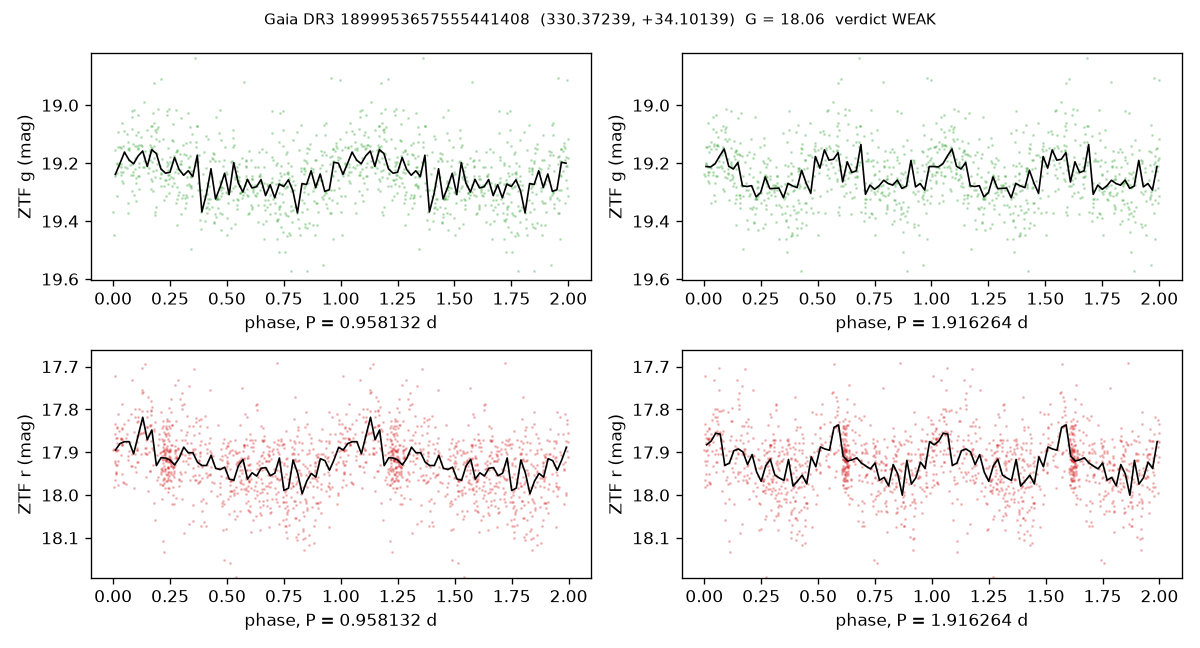 Gaia DR3 1899953657555441408 (330.37239, +34.10139) G = 18.06 verdict WEAK
ZTF g (mag)
19.0
19.2
19.4
19.6
0.00 0.25 0.50 0.75 1.00 1.25 1.50 1.75 2.00
phase, P = 0.958132 d
ZTF g (mag)
19.0
19.2
19.4
19.6
0.00 0.25 0.50 0.75 1.00 1.25 1.50 1.75 2.00
phase, P = 1.916264 d
ZTF r (mag)
17.7
17.8
17.9
18.0
18.1
0.00 0.25 0.50 0.75 1.00 1.25 1.50 1.75 2.00
phase, P = 0.958132 d
ZTF r (mag)
17.7
17.8
17.9
18.0
18.1
0.00 0.25 0.50 0.75 1.00 1.25 1.50 1.75 2.00
phase, P = 1.916264 d